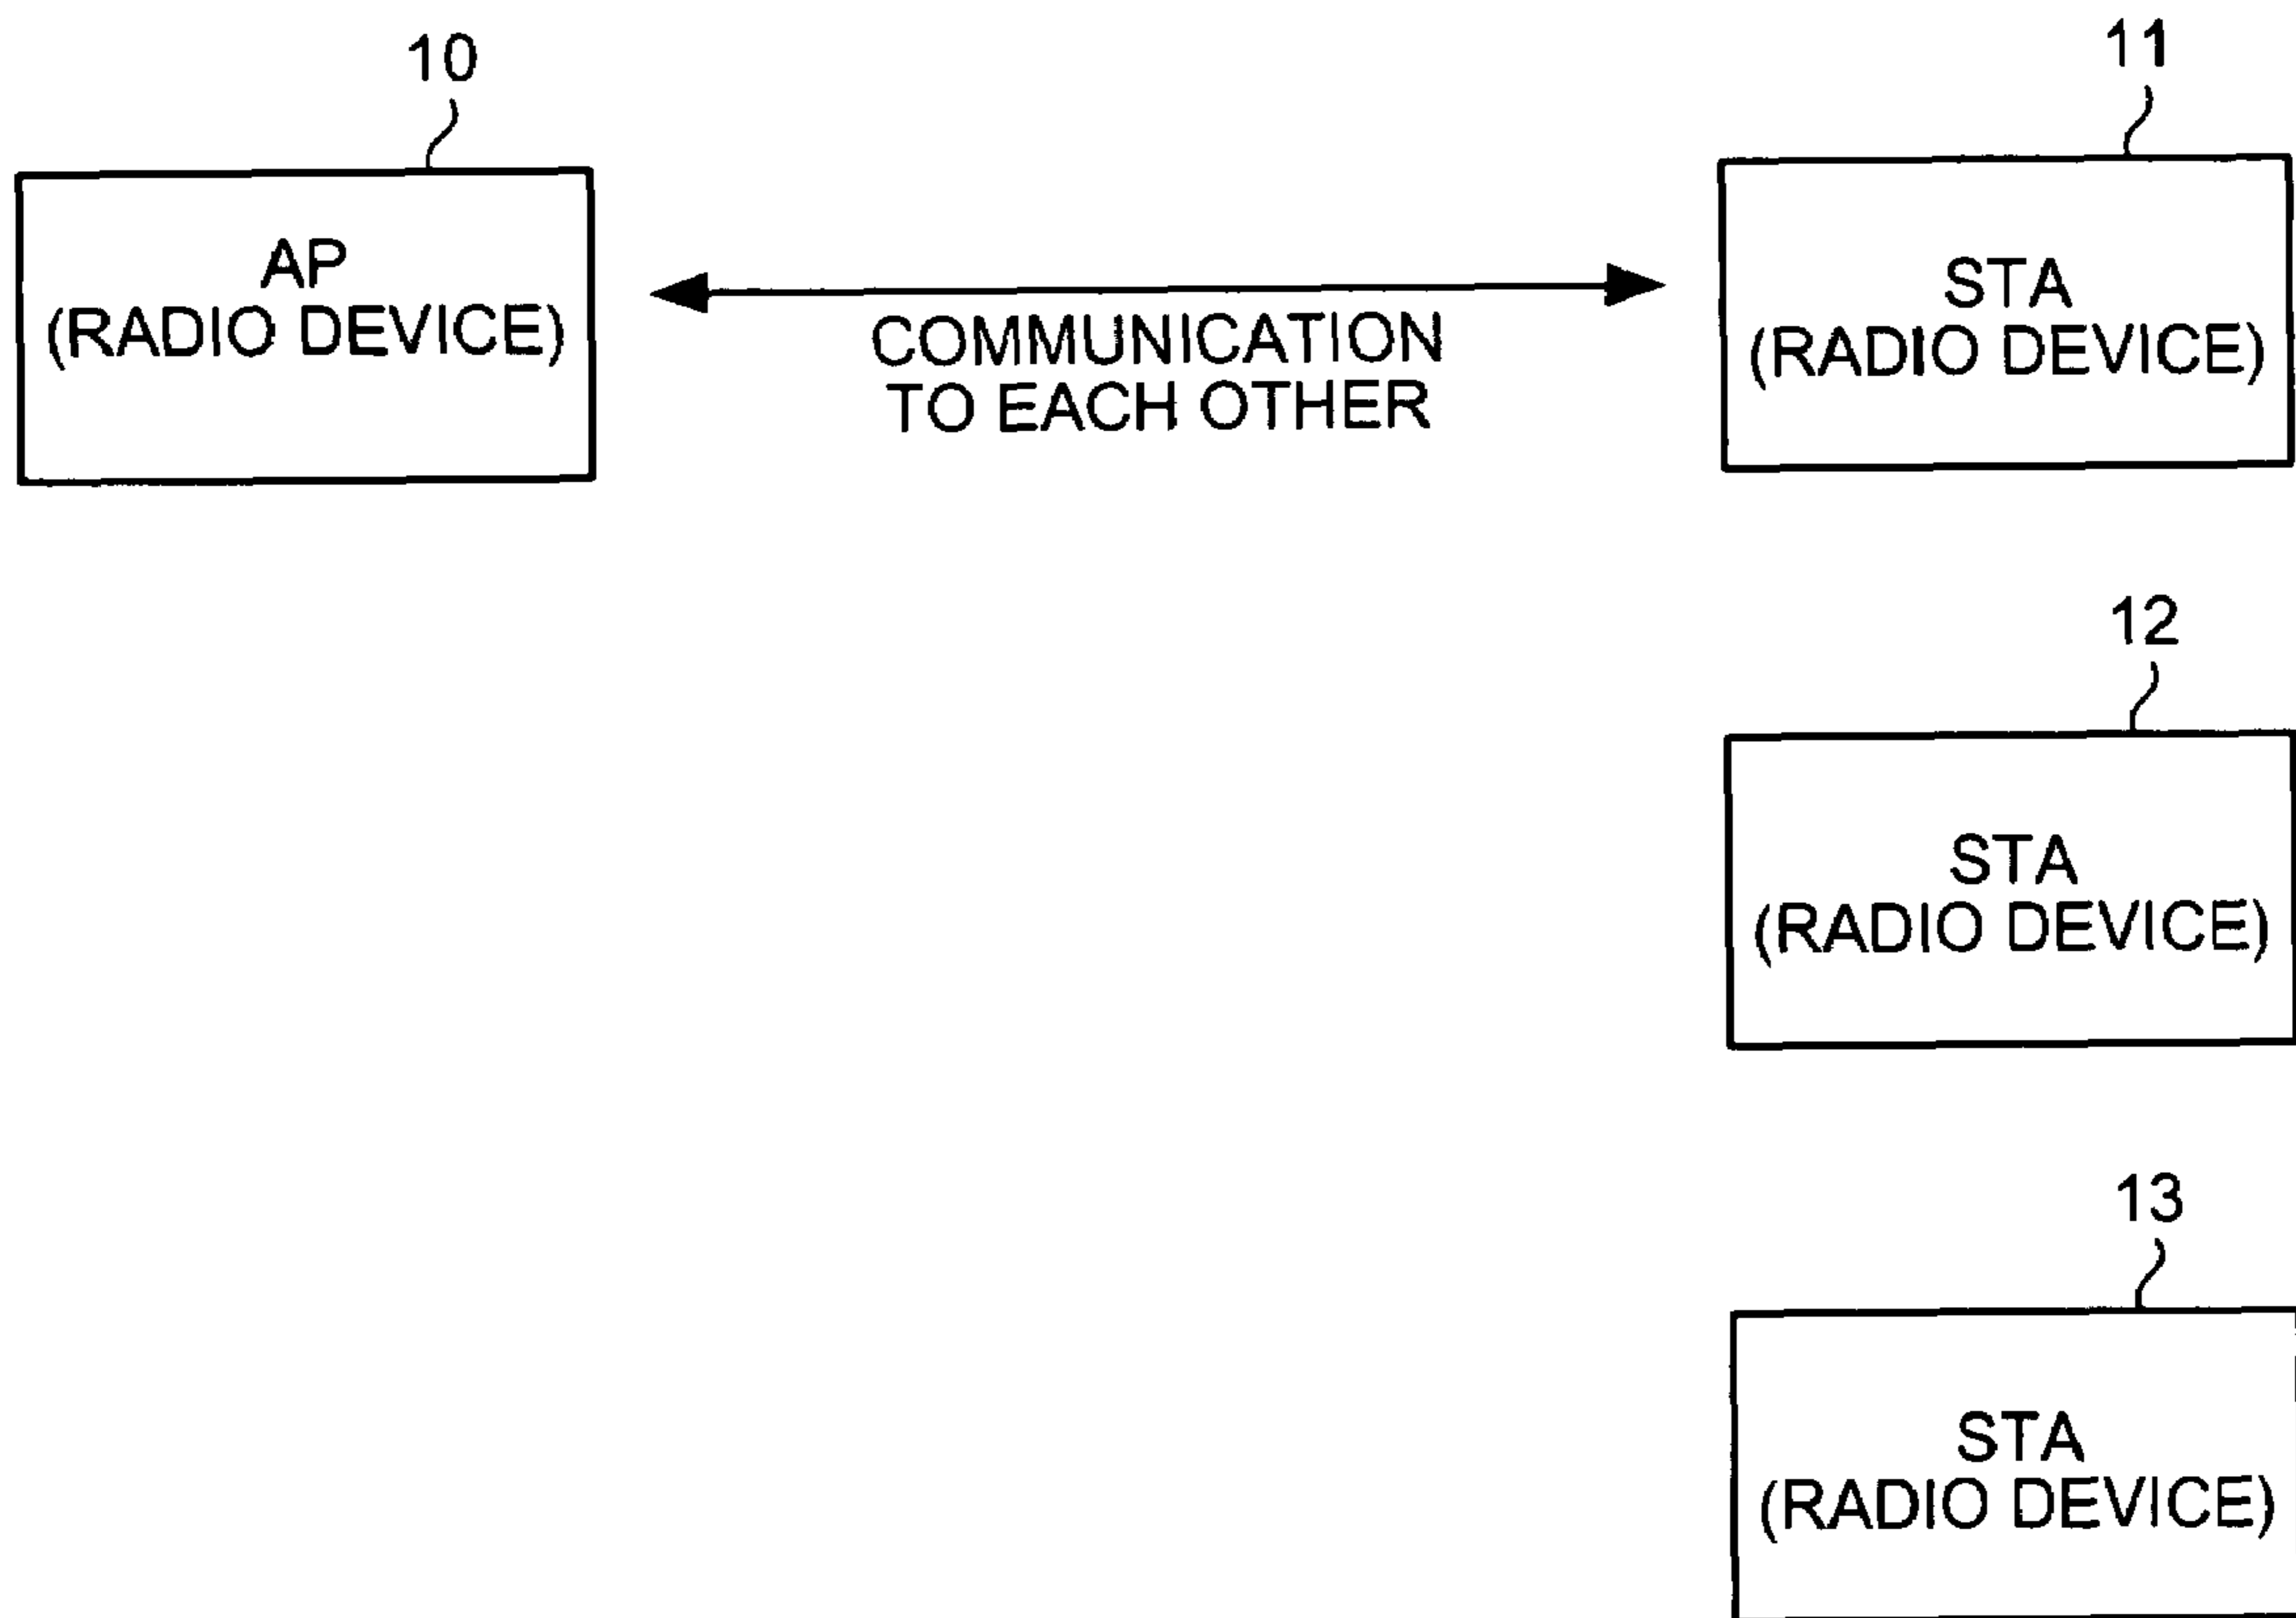 10
AP
(RADIO DEVICE)
COMMUNICATION
TO EACH OTHER
11
STA
(RADIO DEVICE)
12
STA
(RADIO DEVICE)
13
STA
(RADIO DEVICE)